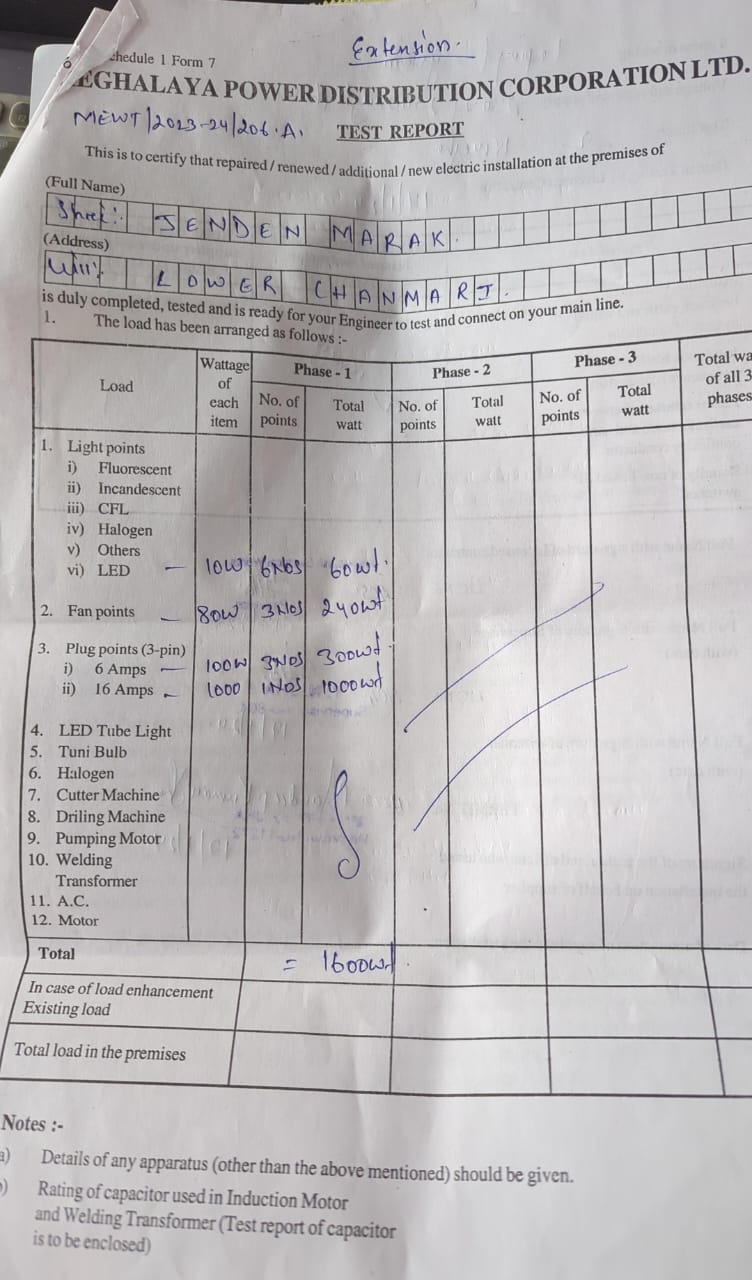 Extension.
chedule 1 Form 7
EGHALAYA POWER DISTRIBUTION CORPORATION LTD.
MEWT/2023-24/206.A. TEST REPORT
This is to certify that repaired / renewed / additional / new electric installation at the premises of
(Full Name)
JENDEN MARAK.
(Address)
LOWER CHANMARI.
is duly completed, tested and is ready for your Engineer to test and connect on your main line.
1. The load has been arranged as follows :-
Load Wattage of each item Phase - 1 Phase - 2 Phase - 3 Total wa of all 3 phases
No. of points Total watt No. of points Total watt No. of points Total watt
1. Light points
i) Fluorescent
ii) Incandescent
iii) CFL
iv) Halogen
v) Others
vi) LED — 10W 6Nos 60wt.
2. Fan points — 80W 3Nos 240wt
3. Plug points (3-pin)
i) 6 Amps — 100W 3Nos 300wt.
ii) 16 Amps — 1000 1Nos 1000wt
4. LED Tube Light
5. Tuni Bulb
6. Halogen
7. Cutter Machine
8. Driling Machine
9. Pumping Motor
10. Welding
Transformer
11. A.C.
12. Motor
Total = 1600wt.
In case of load enhancement
Existing load
Total load in the premises
Notes :-
a) Details of any apparatus (other than the above mentioned) should be given.
) Rating of capacitor used in Induction Motor
and Welding Transformer (Test report of capacitor
is to be enclosed)